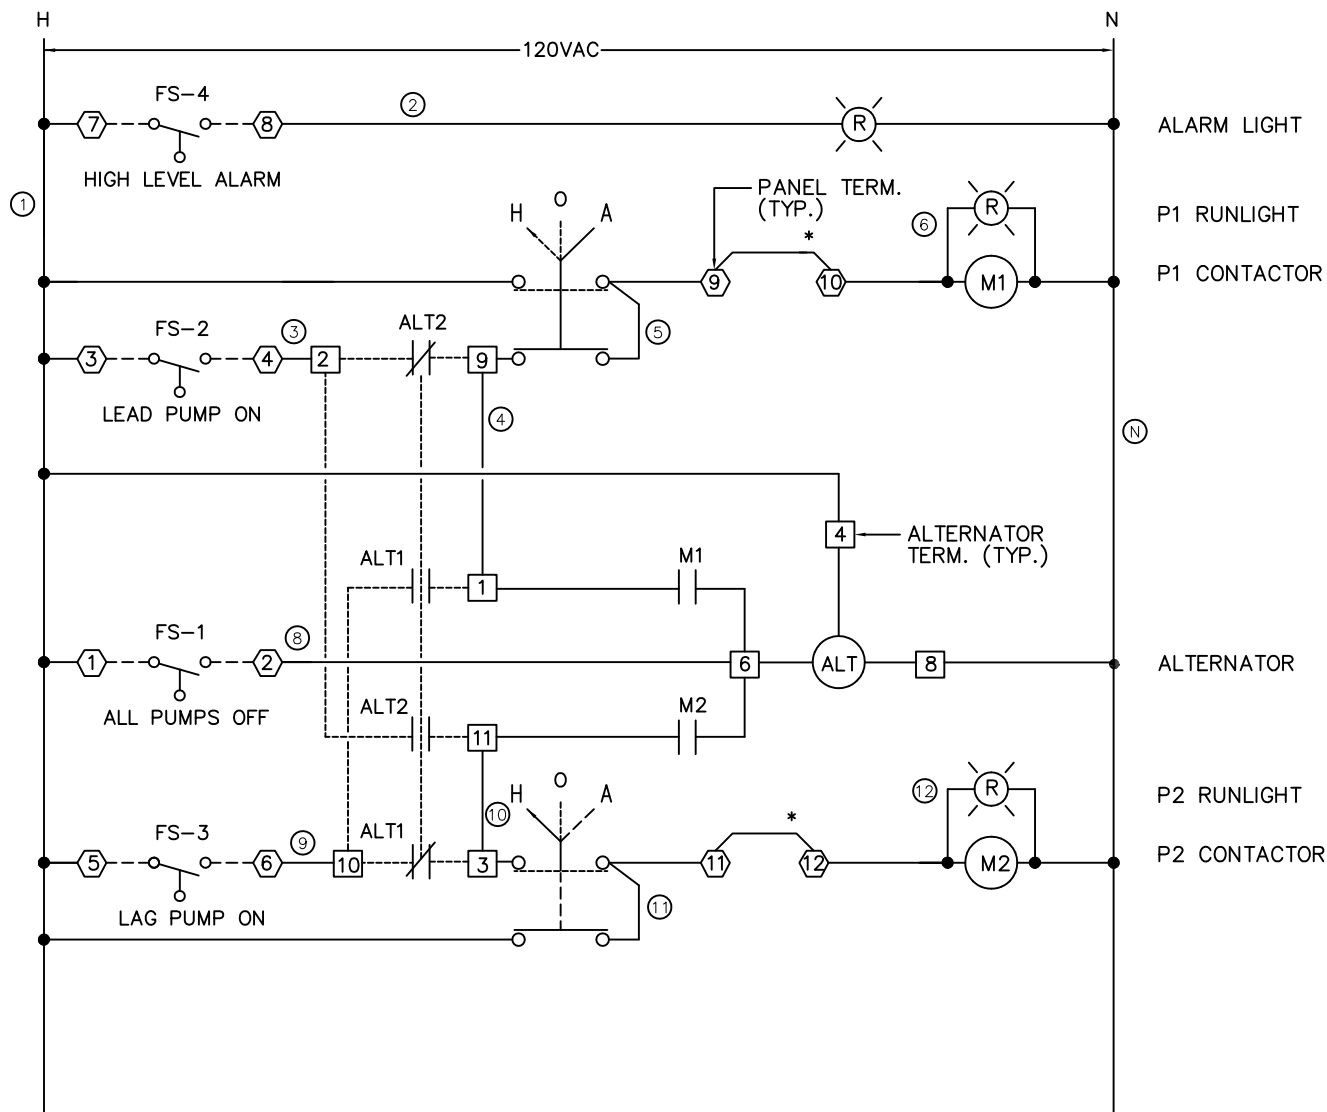 H
N
120VAC
FS-4
7
8
2
R
ALARM LIGHT
HIGH LEVEL ALARM
1
O
H
A
PANEL TERM.
(TYP.)
*
6
R
P1 RUNLIGHT
9
10
M1
P1 CONTACTOR
FS-2
3
ALT2
5
3
4
2
9
LEAD PUMP ON
4
N
4
ALTERNATOR
TERM. (TYP.)
ALT1
M1
1
FS-1
8
1
2
6
ALT
8
ALTERNATOR
ALL PUMPS OFF
ALT2
M2
11
O
H
A
12
R
P2 RUNLIGHT
10
*
FS-3
9
ALT1
5
6
10
3
11
12
M2
P2 CONTACTOR
LAG PUMP ON
11